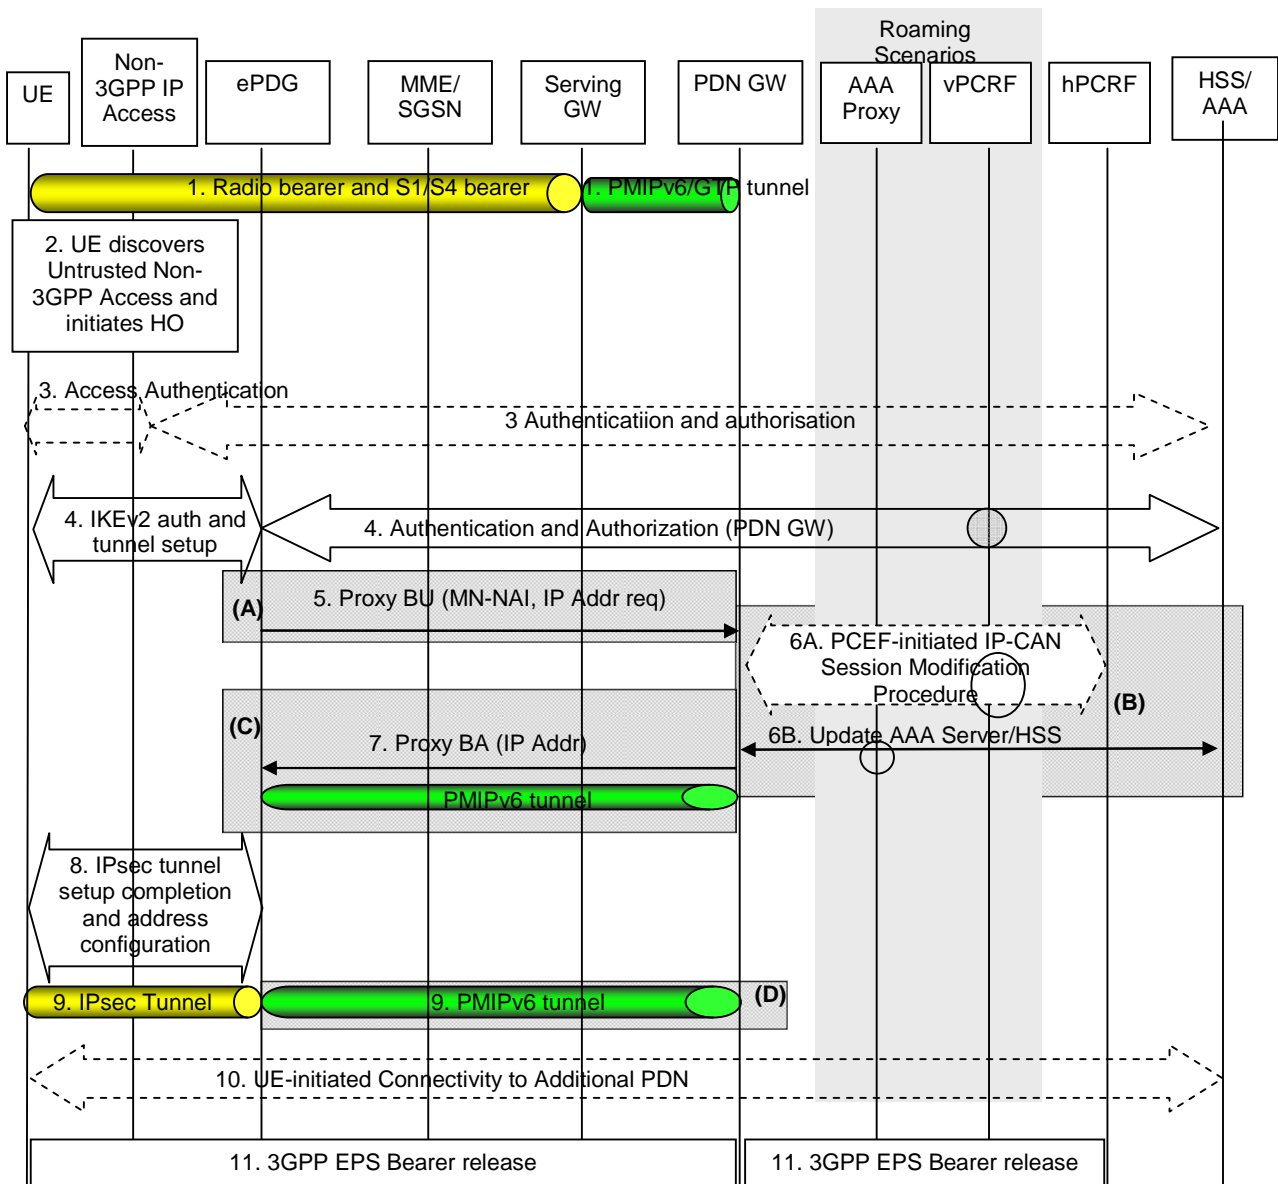 Roaming
Scenarios
UE
Non-
3GPP IP
Access
ePDG
MME/
SGSN
Serving
GW
PDN GW
AAA
Proxy
vPCRF
hPCRF
HSS/
AAA
1. Radio bearer and S1/S4 bearer
1. PMIPv6/GTP tunnel
2. UE discovers
Untrusted Non-
3GPP Access and
initiates HO
3. Access Authentication
3 Authenticatiion and authorisation
4. IKEv2 auth and
tunnel setup
4. Authentication and Authorization (PDN GW)
(A)
5. Proxy BU (MN-NAI, IP Addr req)
6A. PCEF-initiated IP-CAN
Session Modification
Procedure
(B)
(C)
7. Proxy BA (IP Addr)
6B. Update AAA Server/HSS
PMIPv6 tunnel
8. IPsec tunnel
setup completion
and address
configuration
9. IPsec Tunnel
9. PMIPv6 tunnel
(D)
10. UE-initiated Connectivity to Additional PDN
11. 3GPP EPS Bearer release
11. 3GPP EPS Bearer release